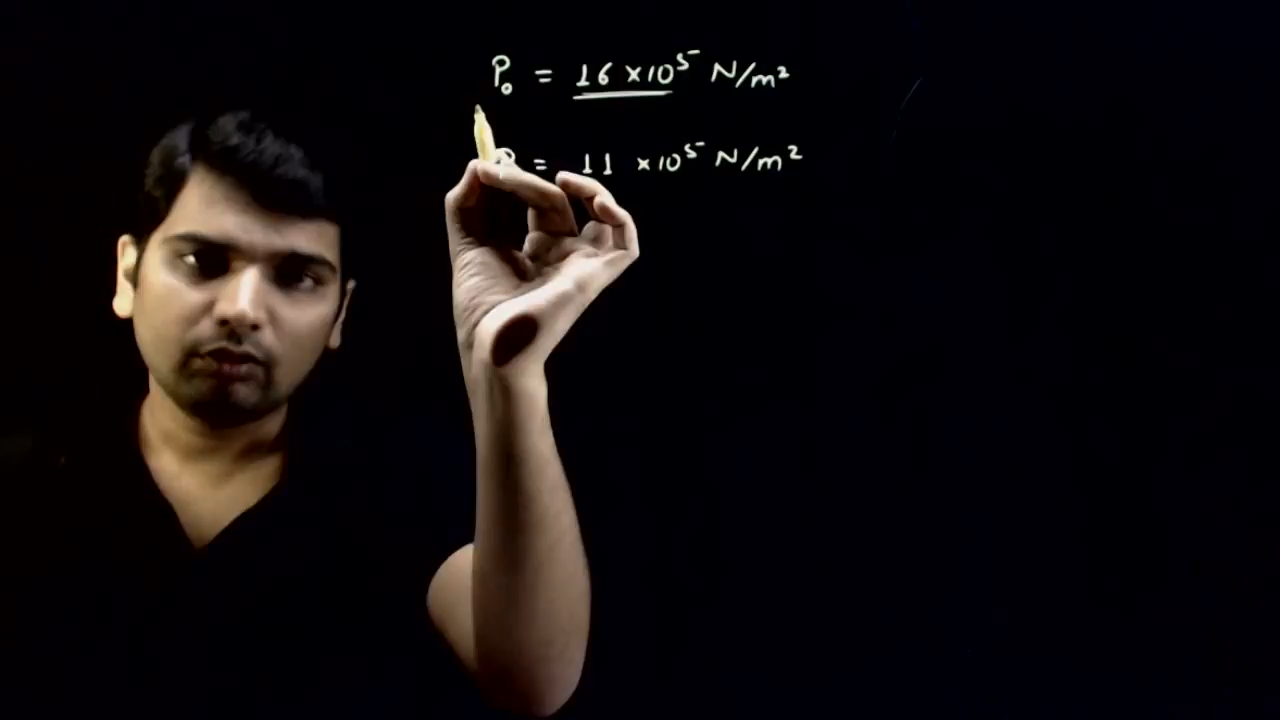 P₀ = 16 ×10⁵ N/m²
P = 11 ×10⁵ N/m²